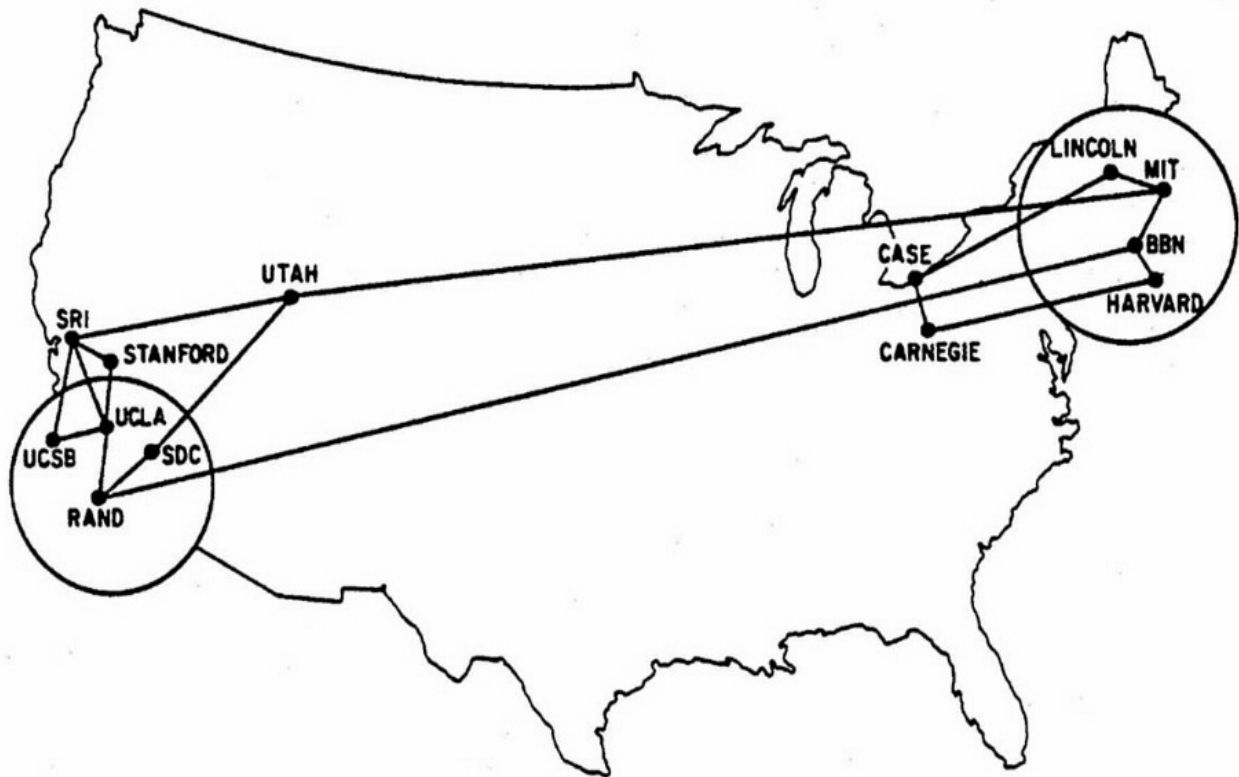 LINCOLN
MIT
CASE
BBN
UTAH
HARVARD
SRI
STANFORD
CARNEGIE
UCLA
UCSB
SDC
RAND